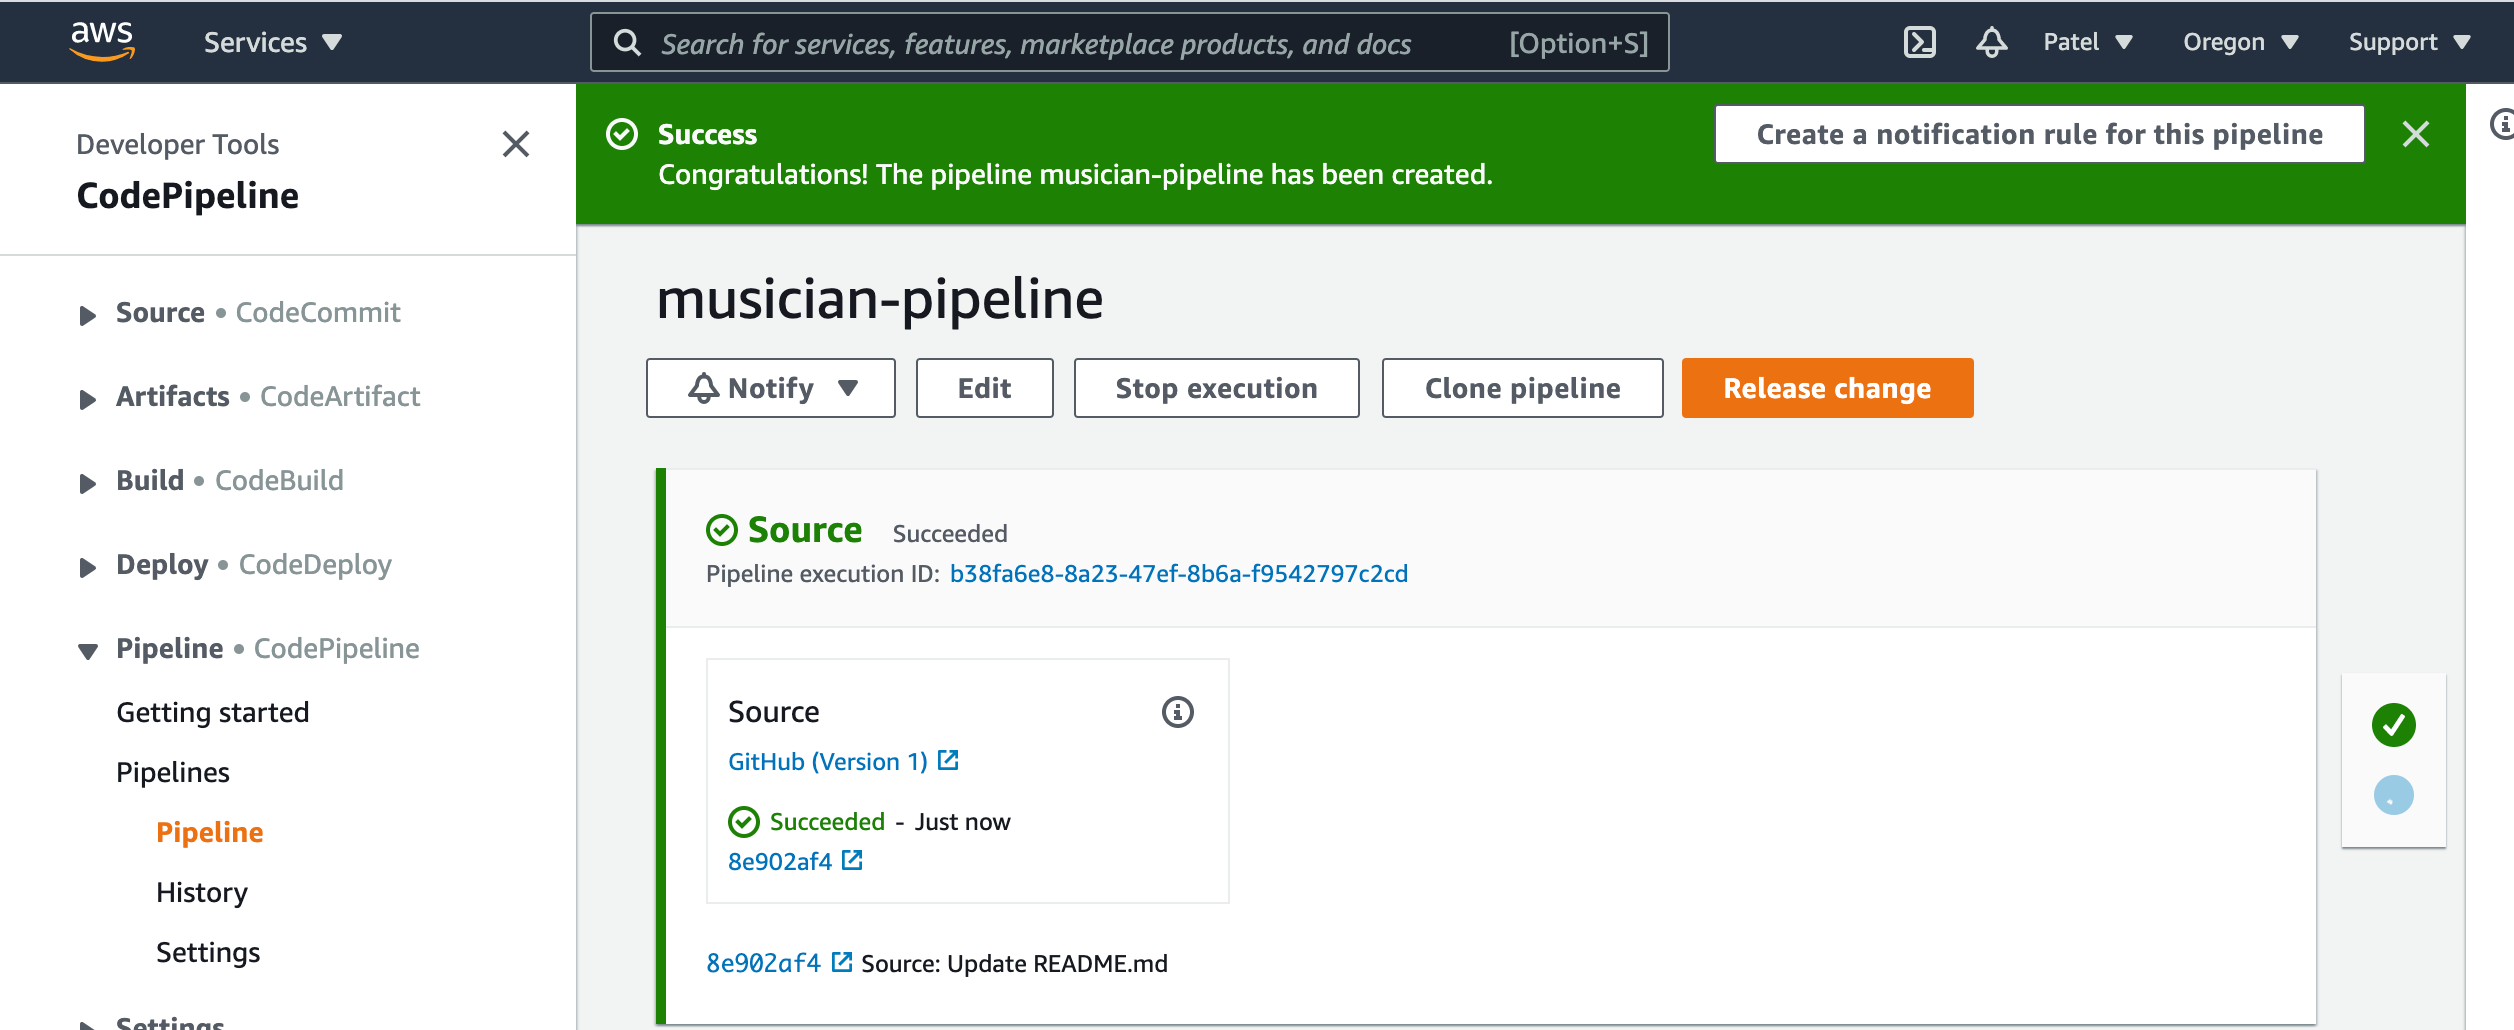 aws
Services
Search for services, features, marketplace products, and docs [Option+S]
Patel
Oregon
Support
Developer Tools
CodePipeline
Source • CodeCommit
Artifacts • CodeArtifact
Build • CodeBuild
Deploy • CodeDeploy
Pipeline • CodePipeline
Getting started
Pipelines
Pipeline
History
Settings
Settings
Success
Congratulations! The pipeline musician-pipeline has been created.
Create a notification rule for this pipeline
musician-pipeline
Notify
Edit
Stop execution
Clone pipeline
Release change
Source Succeeded
Pipeline execution ID: b38fa6e8-8a23-47ef-8b6a-f9542797c2cd
Source
GitHub (Version 1)
Succeeded - Just now
8e902af4
8e902af4 Source: Update README.md